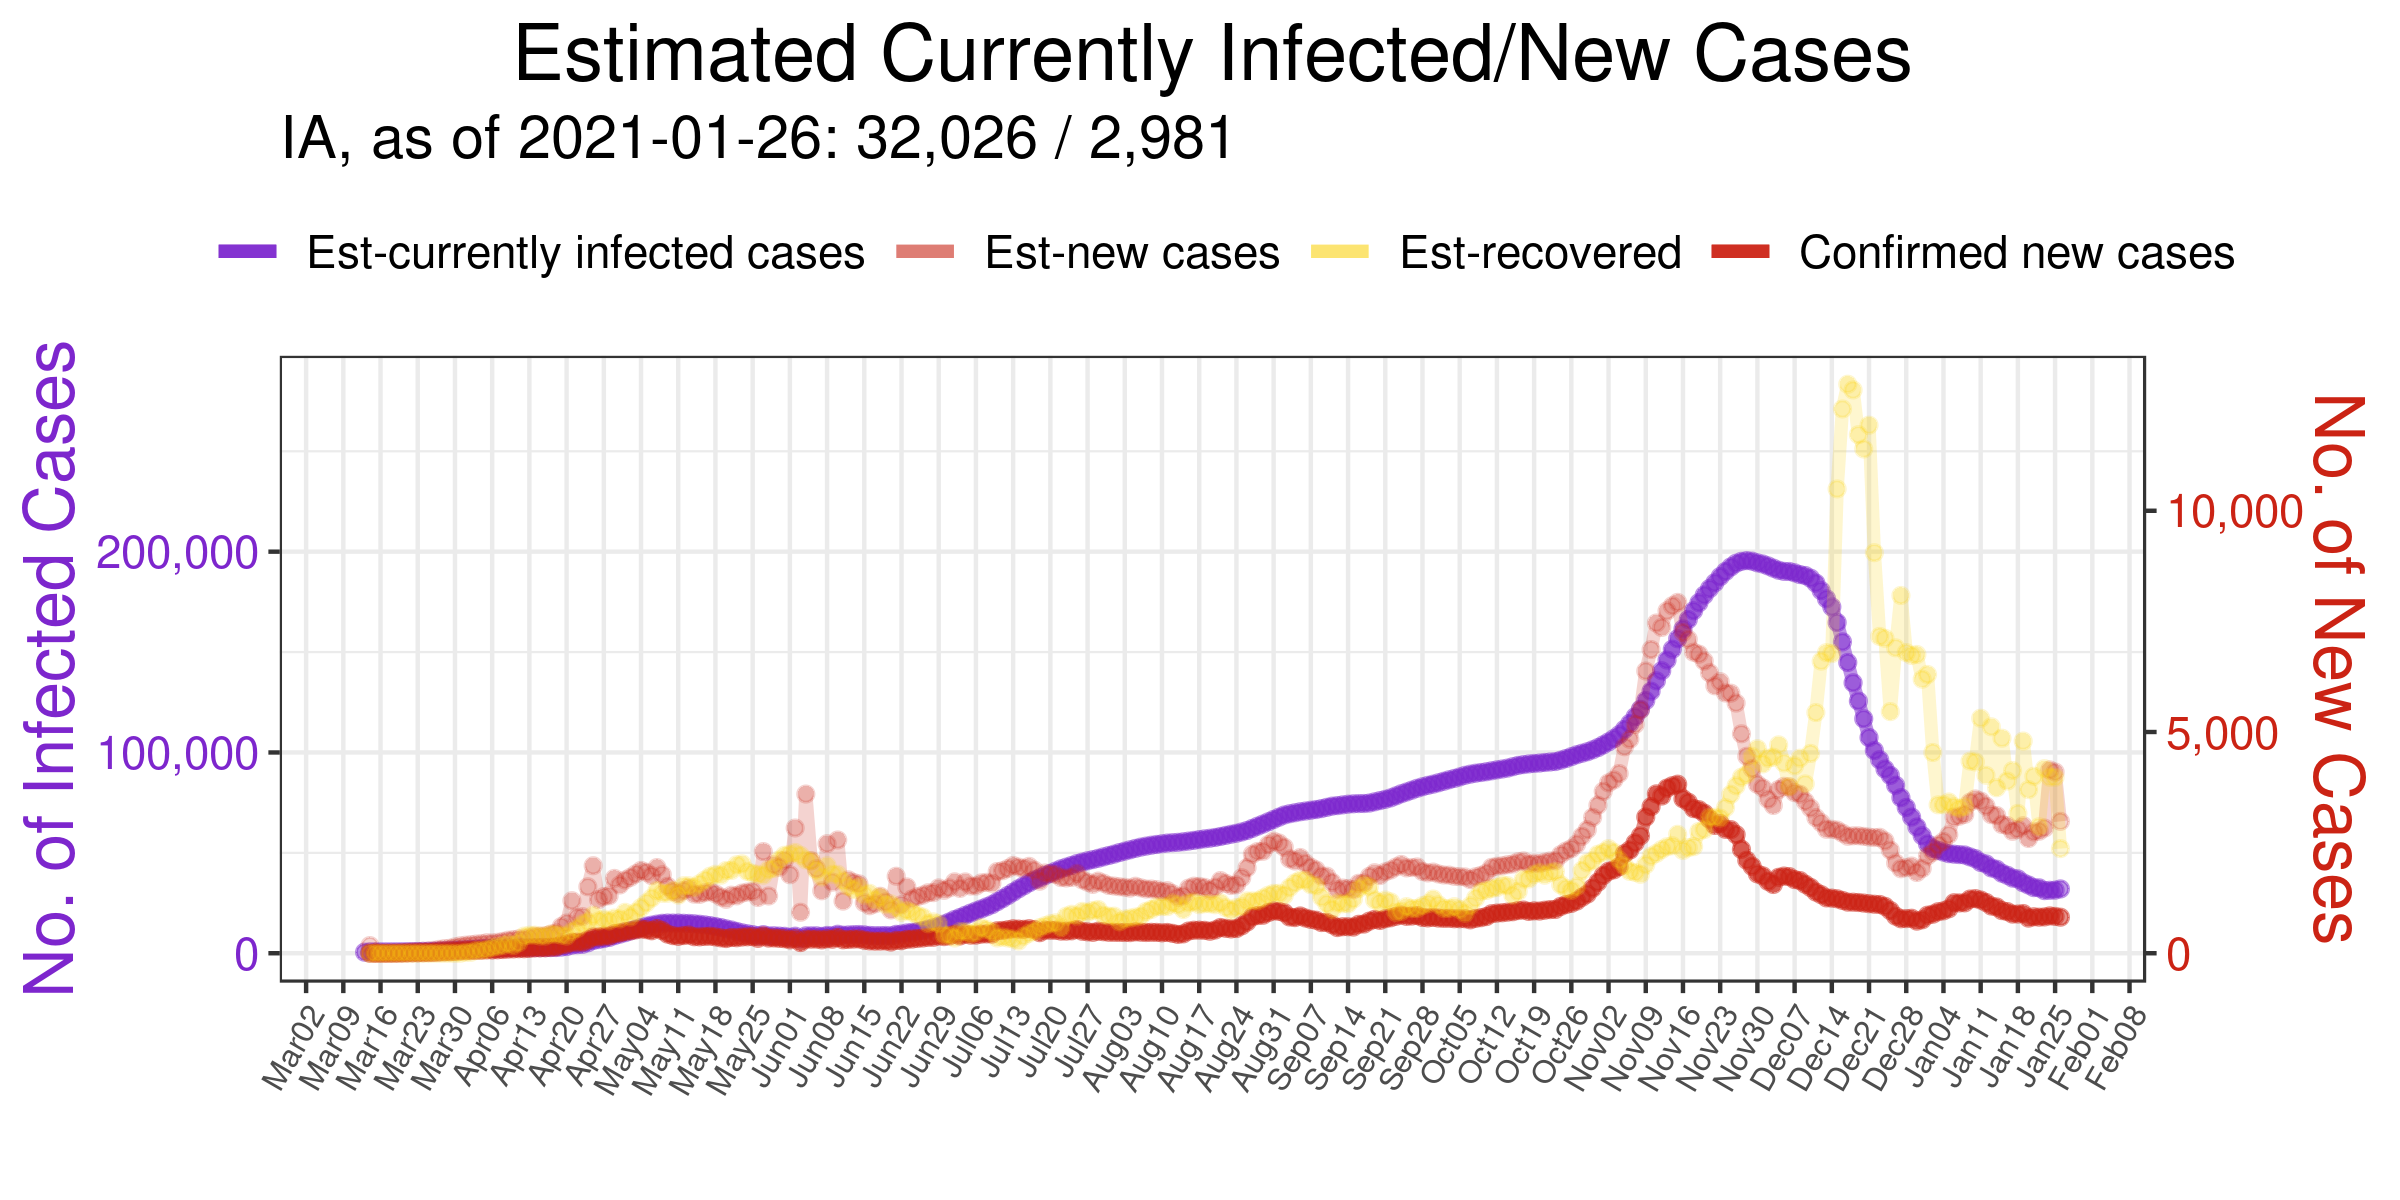 Estimated Currently Infected/New Cases
IA, as of 2021-01-26: 32,026 / 2,981
Est-currently infected cases Est-new cases Est-recovered Confirmed new cases
No. of Infected Cases
200,000
100,000
0
10,000
5,000
0
No. of New Cases
Mar02 Mar09 Mar16 Mar23 Mar30 Apr06 Apr13 Apr20 Apr27 May04 May11 May18 May25 Jun01 Jun08 Jun15 Jun22 Jun29 Jul06 Jul13 Jul20 Jul27 Aug03 Aug10 Aug17 Aug24 Aug31 Sep07 Sep14 Sep21 Sep28 Oct05 Oct12 Oct19 Oct26 Nov02 Nov09 Nov16 Nov23 Nov30 Dec07 Dec14 Dec21 Dec28 Jan04 Jan11 Jan18 Jan25 Feb01 Feb08